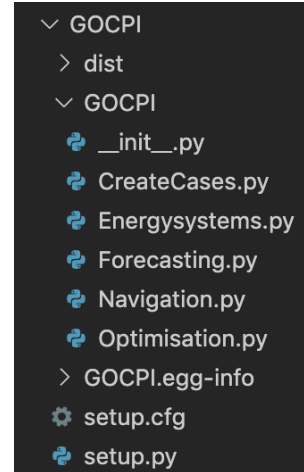 GOCPI
dist
GOCPI
__init__.py
CreateCases.py
Energysystems.py
Forecasting.py
Navigation.py
Optimisation.py
GOCPI.egg-info
setup.cfg
setup.py